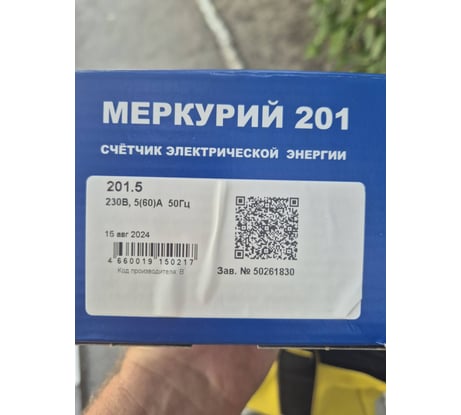 МЕРКУРИЙ 201
СЧЁТЧИК ЭЛЕКТРИЧЕСКОЙ ЭНЕРГИИ
201.5
230В, 5(60)А 50Гц
15 авг 2024
4 660019 150217
Код производителя: В
Зав. № 50261830